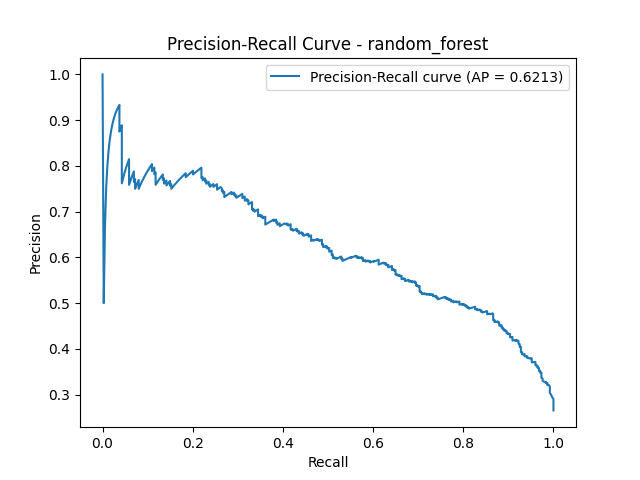 Precision-Recall Curve - random_forest
Precision-Recall curve (AP = 0.6213)
1.0
0.9
0.8
0.7
0.6
0.5
0.4
0.3
Precision
0.0 0.2 0.4 0.6 0.8 1.0
Recall